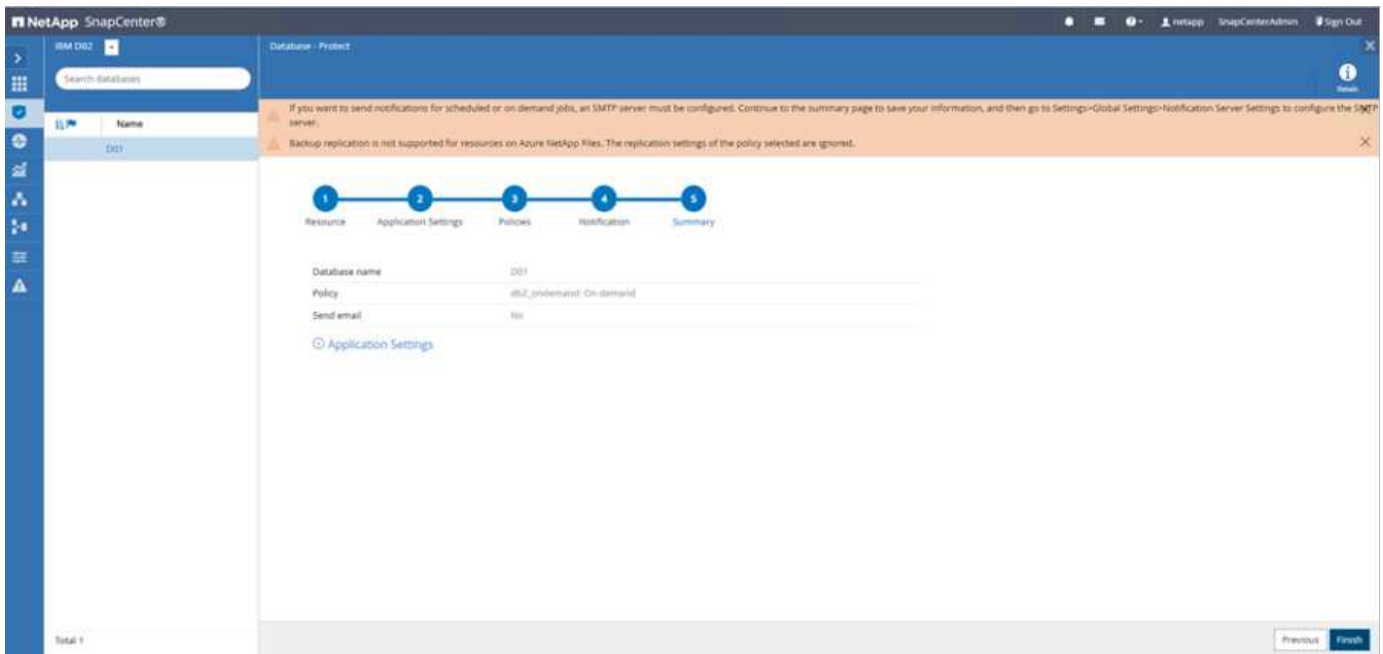 NetApp SnapCenter®
netapp SnapCenterAdmin Sign Out
IBM DB2
Database - Protect
Search databases
Details
If you want to send notifications for scheduled or on demand jobs, an SMTP server must be configured. Continue to the summary page to save your information, and then go to Settings>Global Settings>Notification Server Settings to configure the SMTP
server.
Backup replication is not supported for resources on Azure NetApp Files. The replication settings of the policy selected are ignored.
Name
D01
1 2 3 4 5
Resource Application Settings Policies Notification Summary
Database name D01
Policy db2_ondemand: On-demand
Send email No
Application Settings
Total 1
Previous Finish